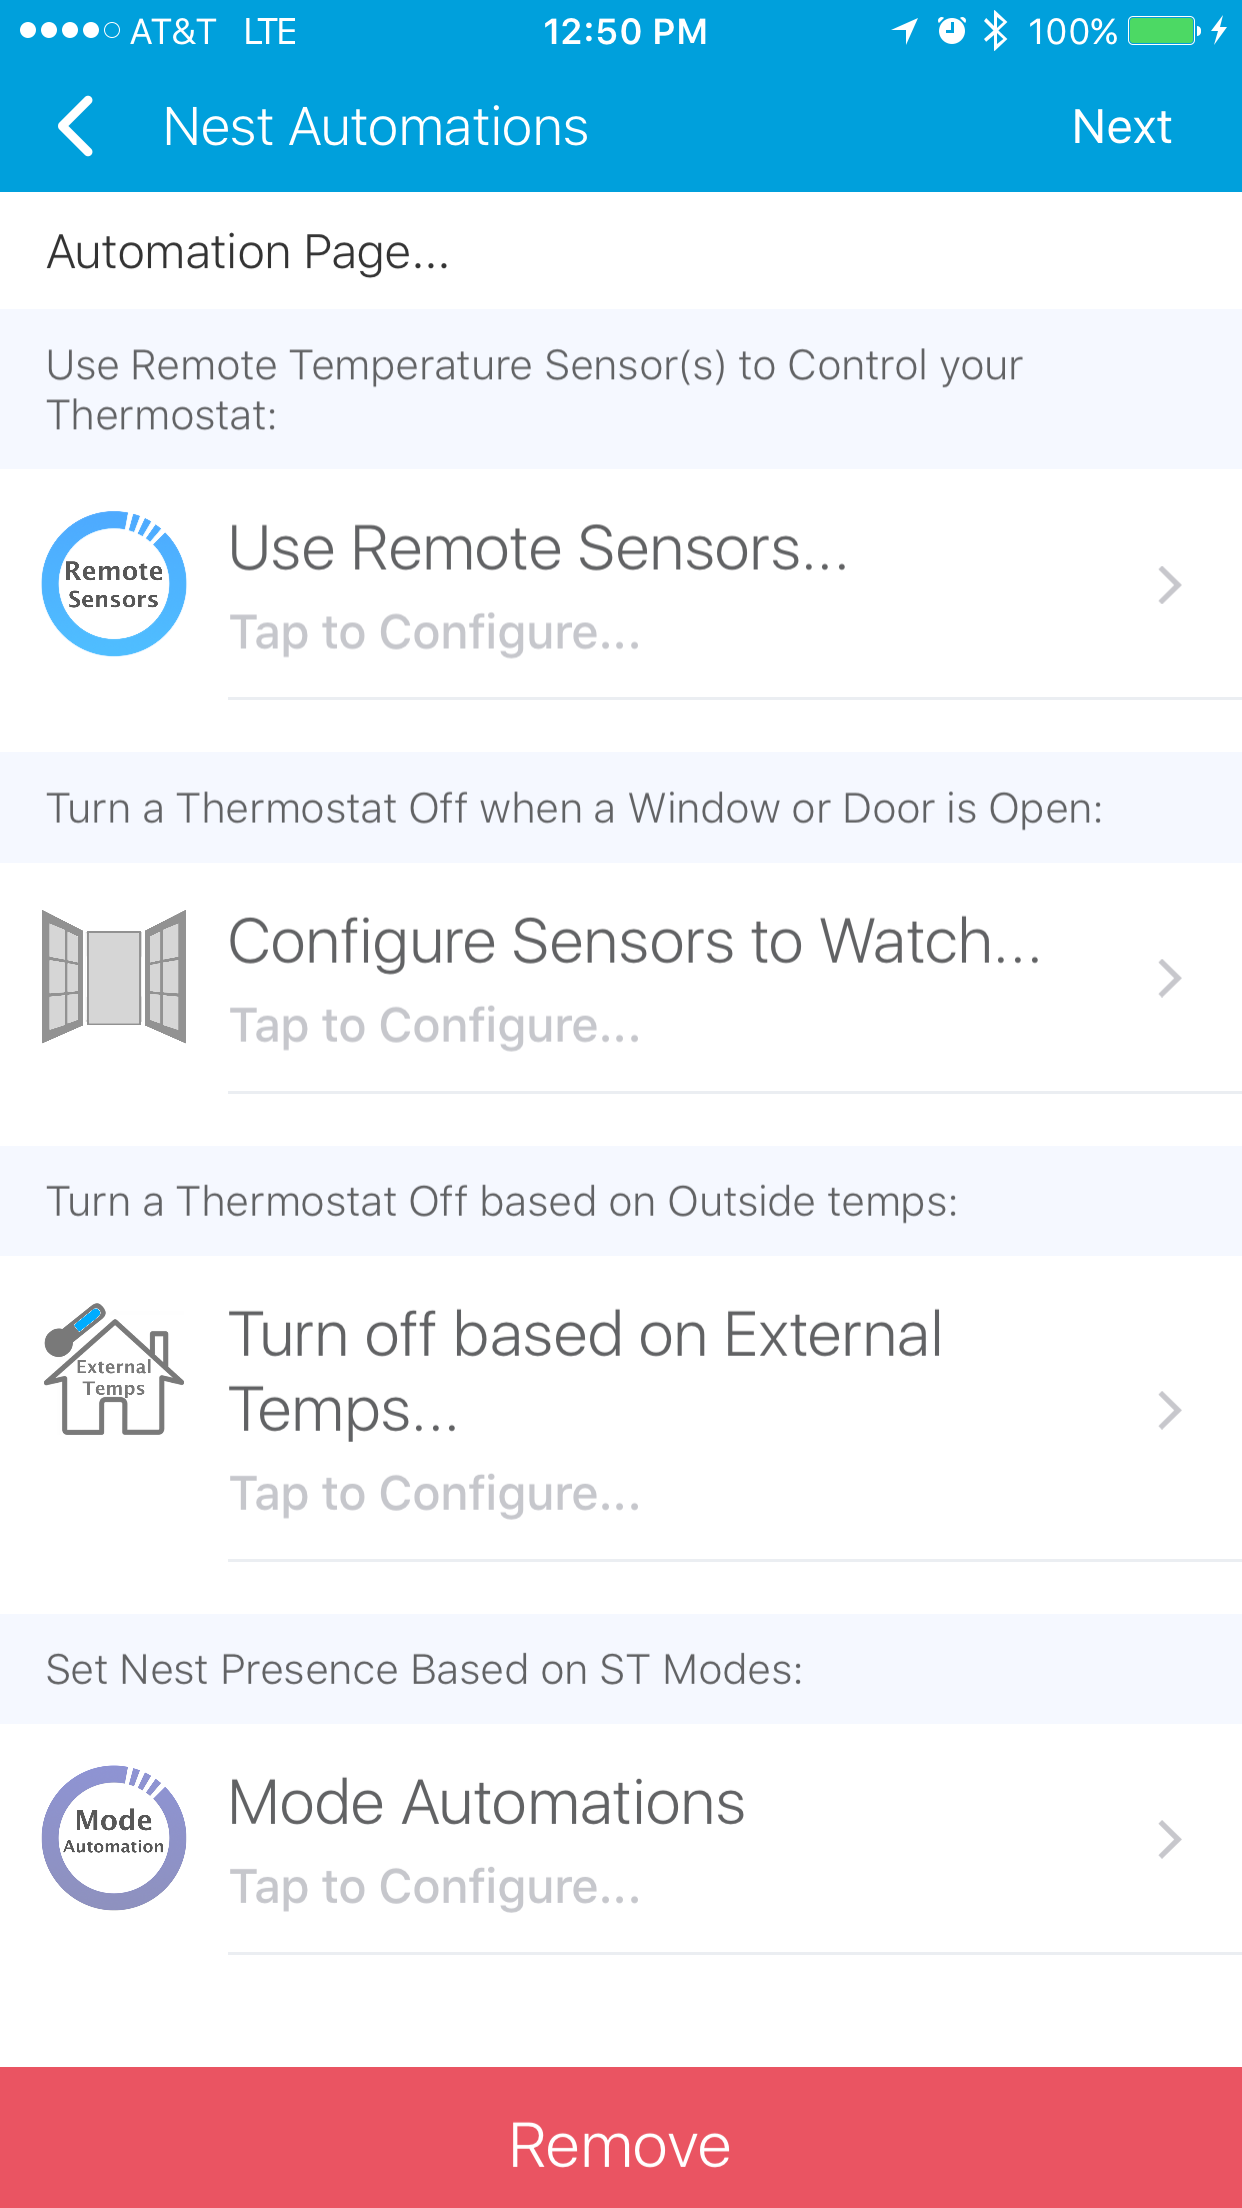 AT&T LTE 12:50 PM 100%
Nest Automations Next
Automation Page...
Use Remote Temperature Sensor(s) to Control your
Thermostat:
Remote
Sensors
Use Remote Sensors...
Tap to Configure...
Turn a Thermostat Off when a Window or Door is Open:
Configure Sensors to Watch...
Tap to Configure...
Turn a Thermostat Off based on Outside temps:
External
Temps
Turn off based on External
Temps...
Tap to Configure...
Set Nest Presence Based on ST Modes:
Mode
Automation
Mode Automations
Tap to Configure...
Remove